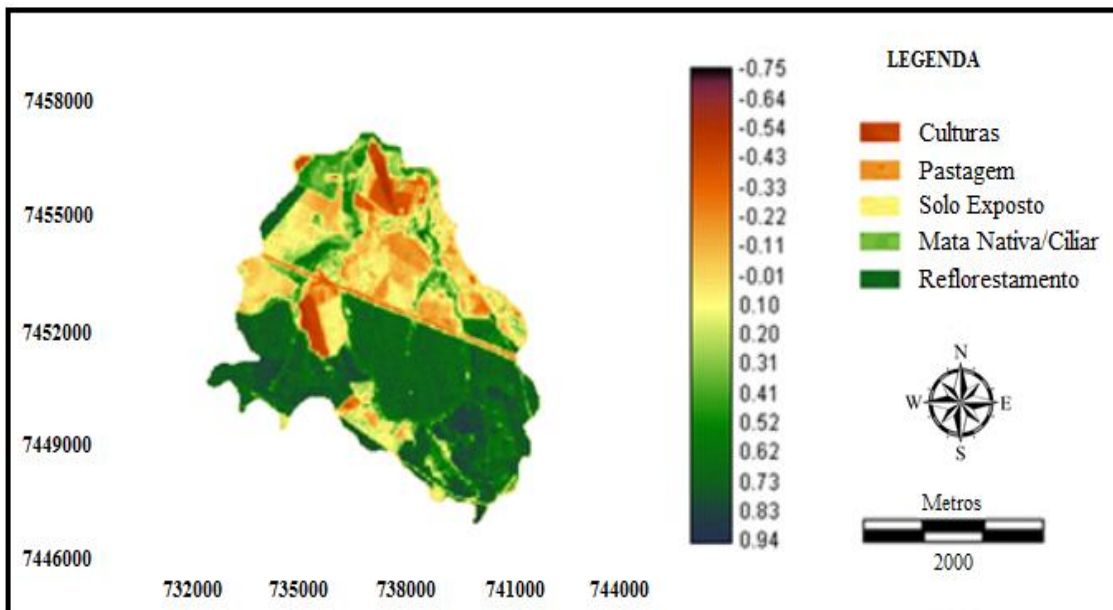 7458000
7455000
7452000
7449000
7446000
732000 735000 738000 741000 744000
-0.75
-0.64
-0.54
-0.43
-0.33
-0.22
-0.11
-0.01
0.10
0.20
0.31
0.41
0.52
0.62
0.73
0.83
0.94
LEGENDA
Culturas
Pastagem
Solo Exposto
Mata Nativa/Ciliar
Reflorestamento
N
W E
S
Metros
2000